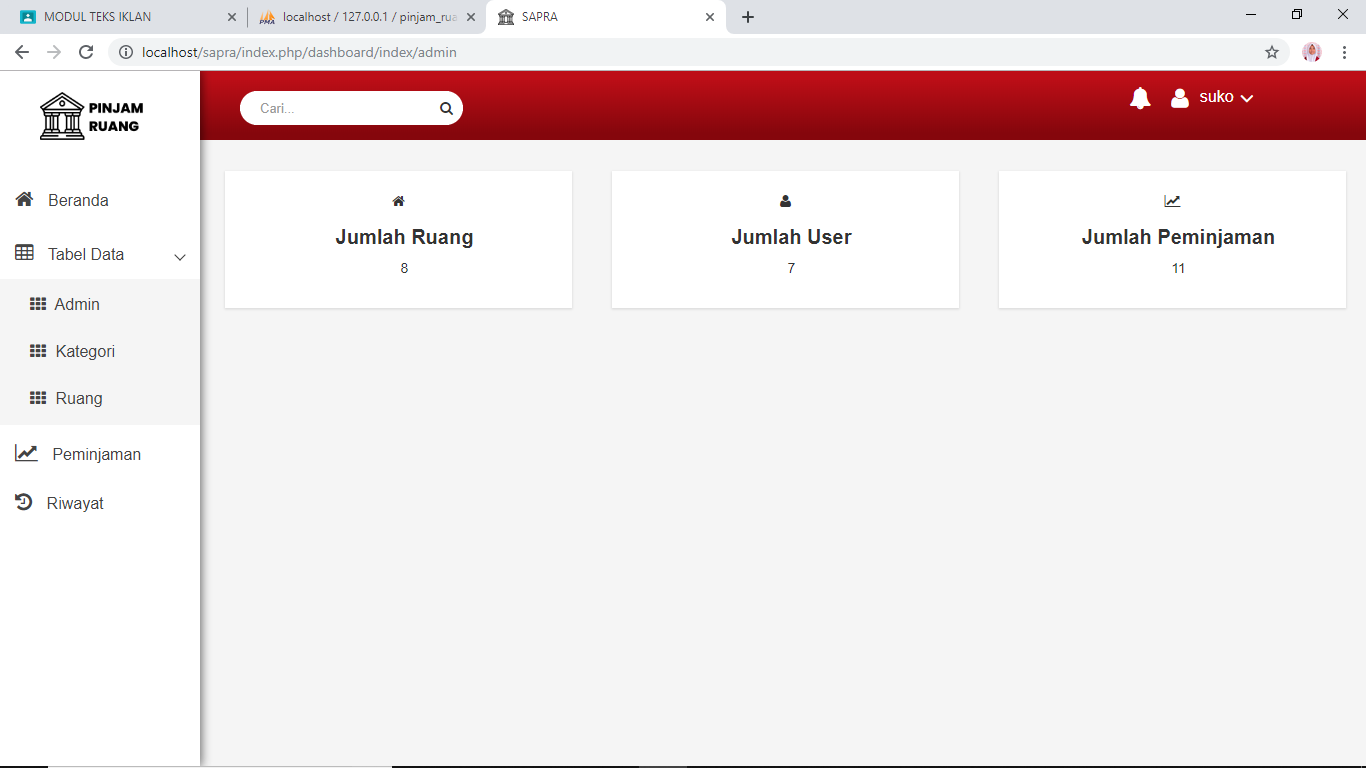 MODUL TEKS IKLAN
localhost / 127.0.0.1 / pinjam_rua
SAPRA
localhost/sapra/index.php/dashboard/index/admin
PINJAM
RUANG
Cari...
suko
Beranda
Tabel Data
Admin
Kategori
Ruang
Peminjaman
Riwayat
Jumlah Ruang
8
Jumlah User
7
Jumlah Peminjaman
11